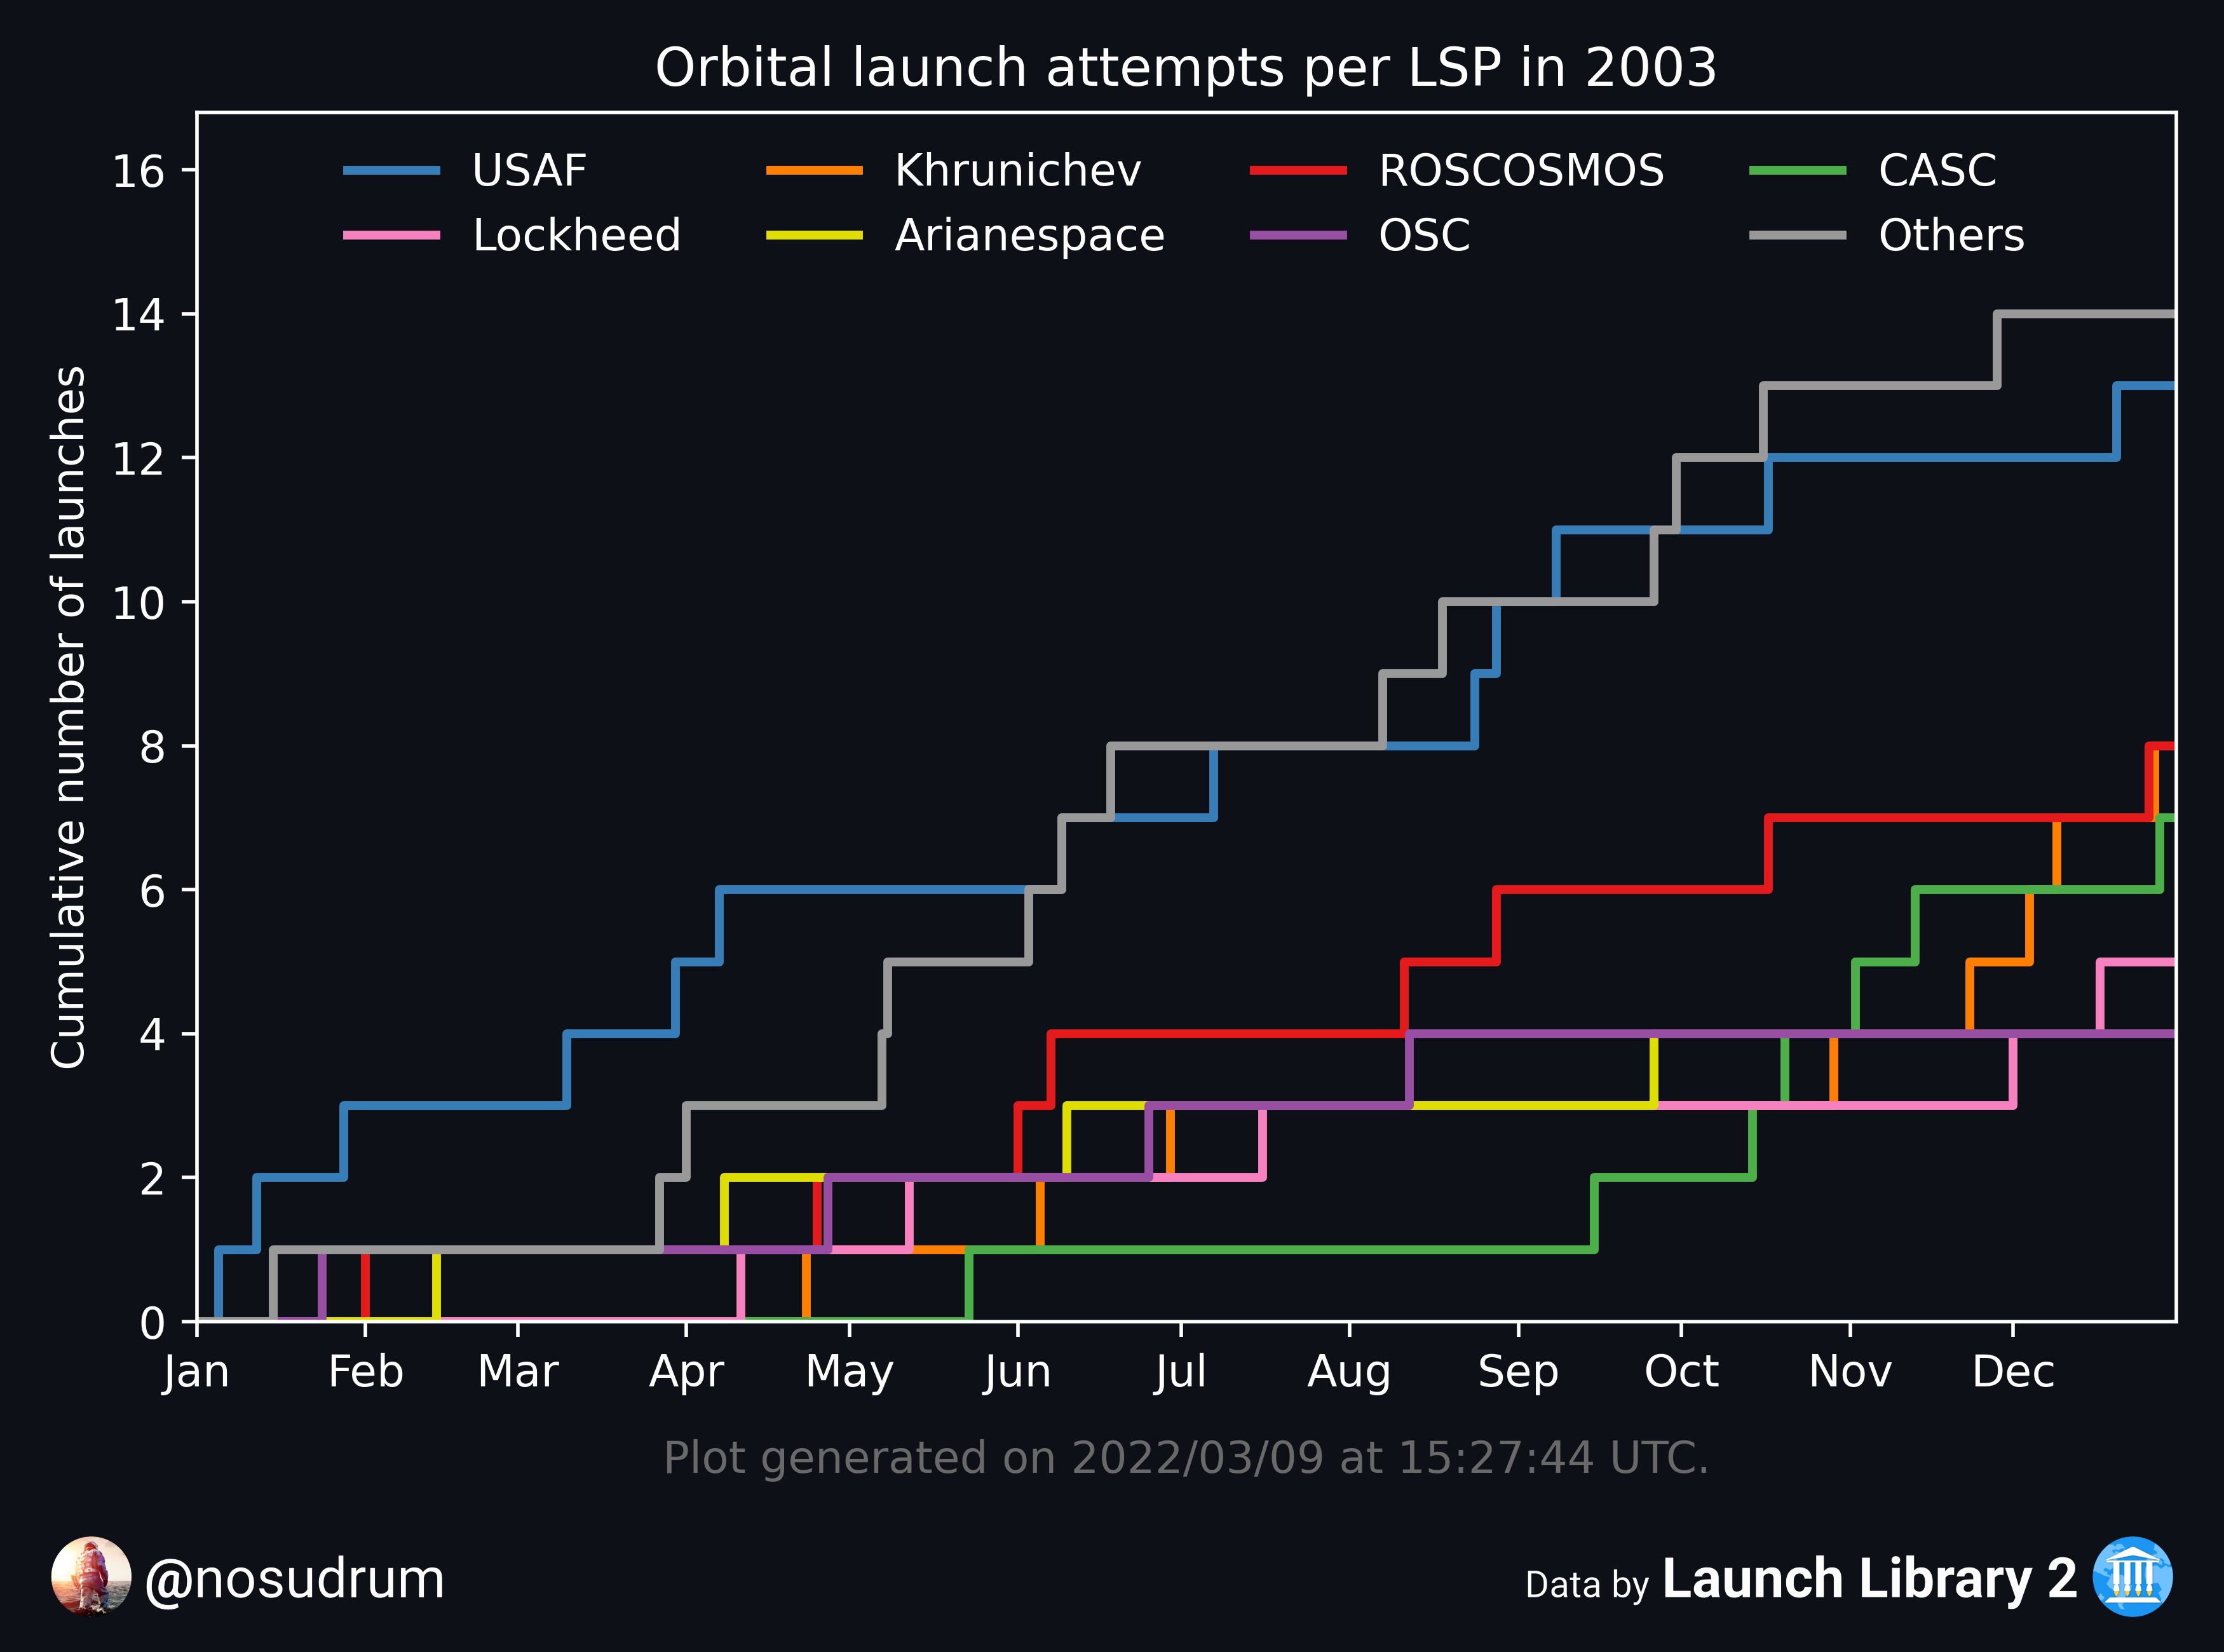 Orbital launch attempts per LSP in 2003
USAF Khrunichev ROSCOSMOS CASC
Lockheed Arianespace OSC Others
Cumulative number of launches
16
14
12
10
8
6
4
2
0
Jan Feb Mar Apr May Jun Jul Aug Sep Oct Nov Dec
Plot generated on 2022/03/09 at 15:27:44 UTC.
@nosudrum
Data by Launch Library 2